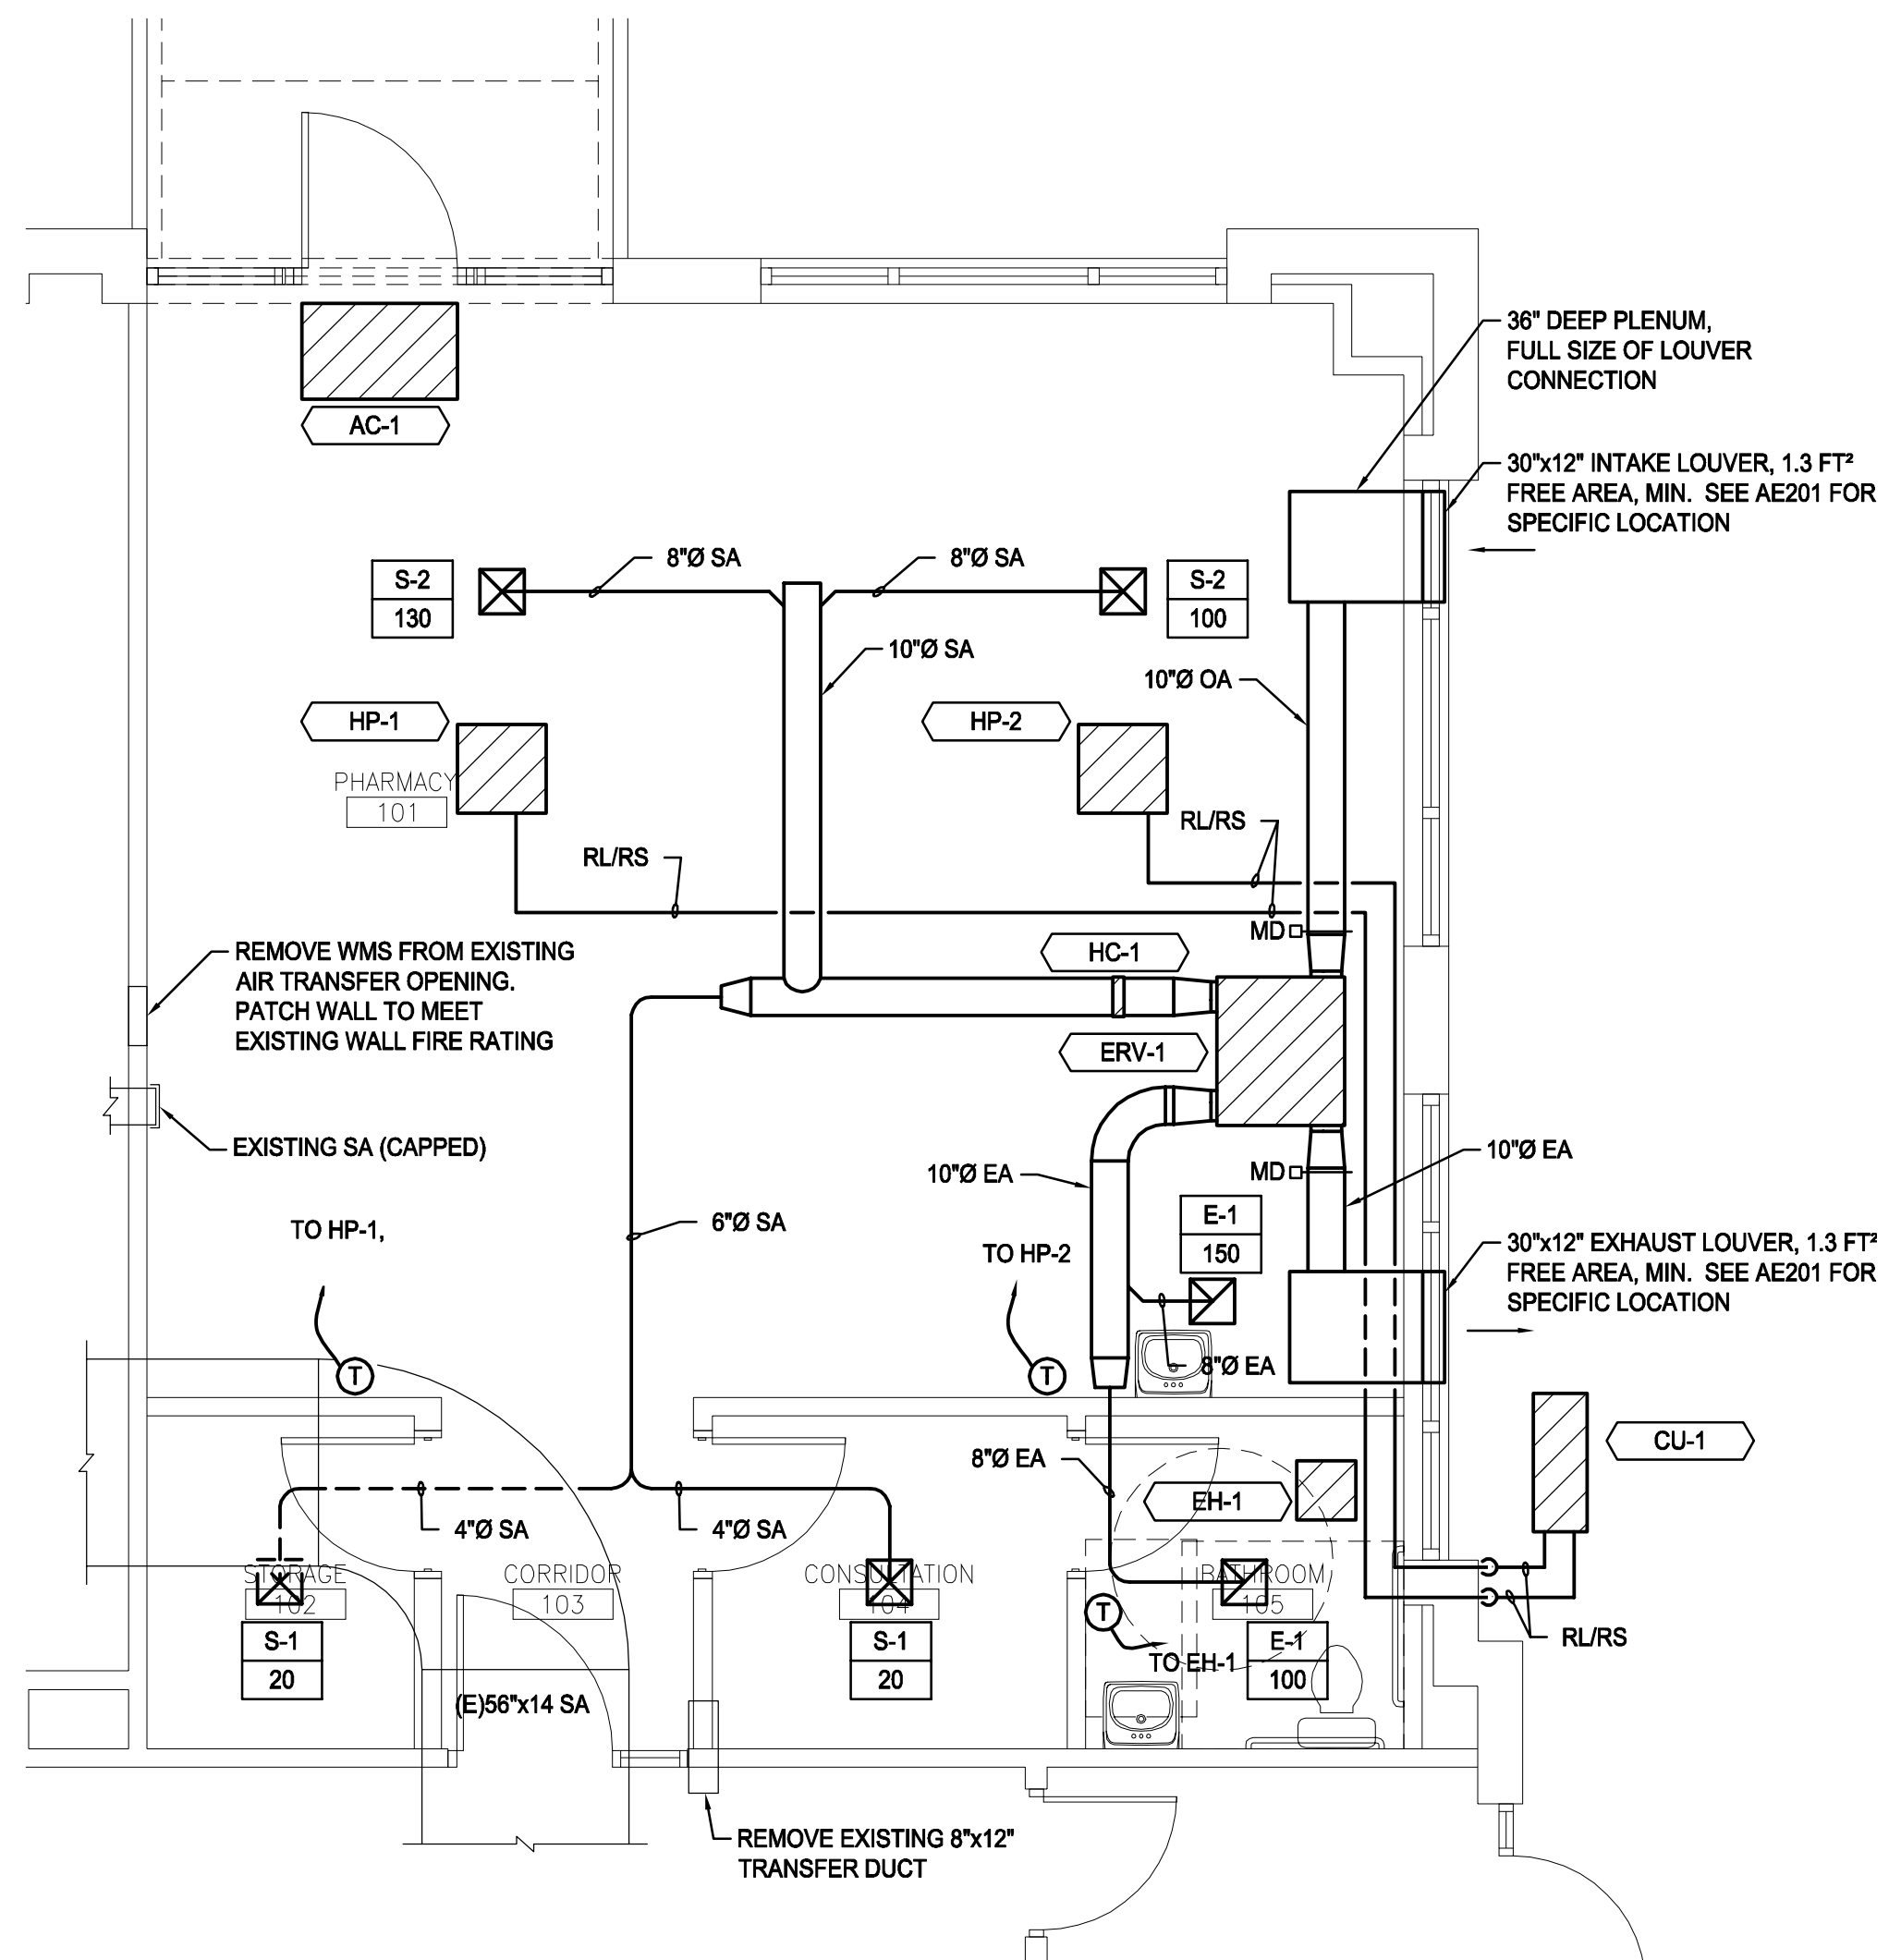 36" DEEP PLENUM,
FULL SIZE OF LOUVER
CONNECTION
AC-1
30"x12" INTAKE LOUVER, 1.3 FT²
FREE AREA, MIN.  SEE AE201 FOR
SPECIFIC LOCATION
S-2
130
8"Ø SA
8"Ø SA
S-2
100
10"Ø SA
10"Ø OA
HP-1
HP-2
PHARMACY
101
RL/RS
RL/RS
MD
REMOVE WMS FROM EXISTING
AIR TRANSFER OPENING.
PATCH WALL TO MEET
EXISTING WALL FIRE RATING
HC-1
ERV-1
EXISTING SA (CAPPED)
10"Ø EA
MD
10"Ø EA
TO HP-1,
6"Ø SA
TO HP-2
E-1
150
30"x12" EXHAUST LOUVER, 1.3 FT²
FREE AREA, MIN.  SEE AE201 FOR
SPECIFIC LOCATION
T
T
8"Ø EA
CU-1
8"Ø EA
EH-1
4"Ø SA
4"Ø SA
STORAGE
102
CORRIDOR
103
CONSULTATION
104
BATHROOM
105
T
S-1
20
S-1
20
TO EH-1
E-1
100
RL/RS
(E)56"x14 SA
REMOVE EXISTING 8"x12"
TRANSFER DUCT